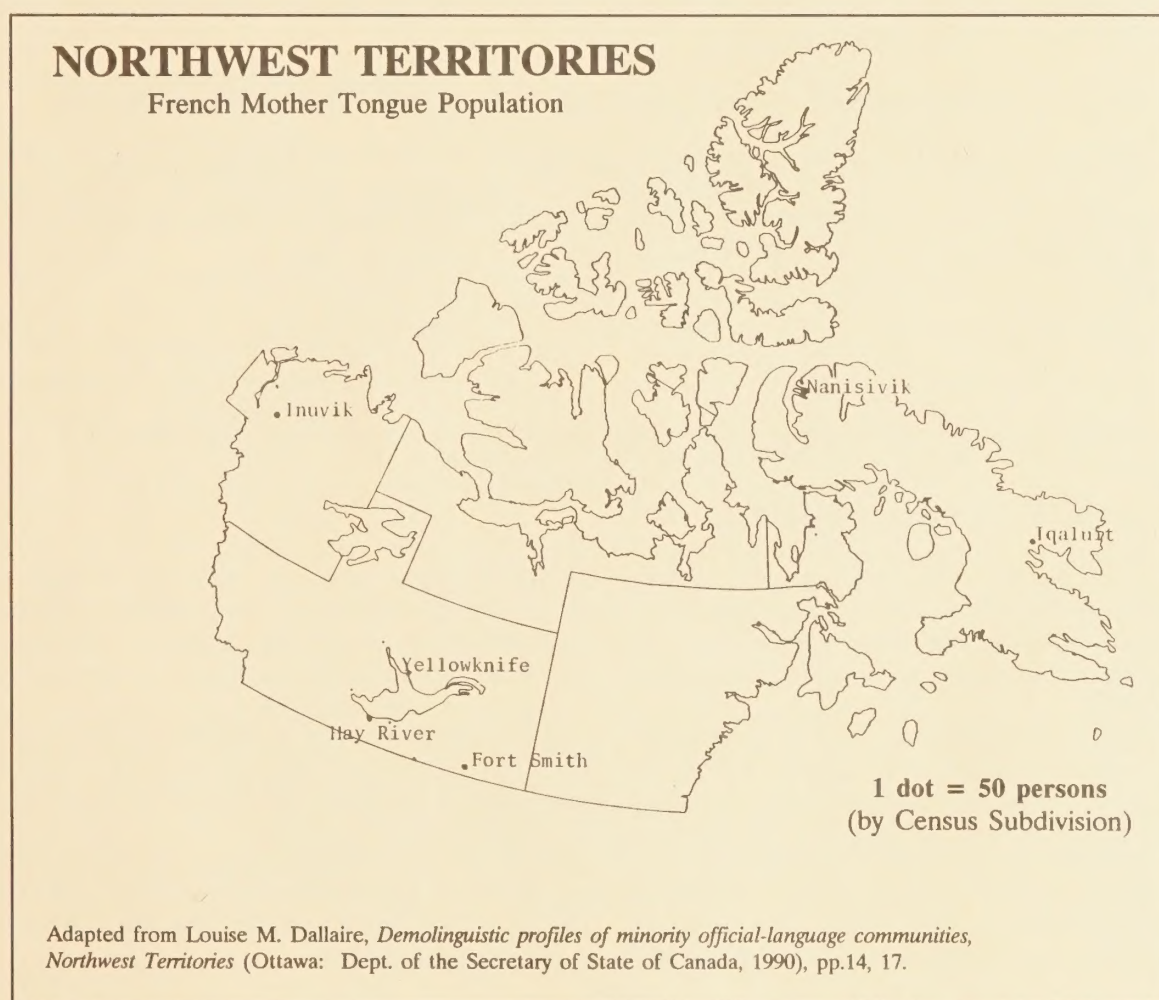 NORTHWEST TERRITORIES
French Mother Tongue Population
Nanisivik
Inuvik
Iqaluit
Yellowknife
Hay River
Fort Smith
1 dot = 50 persons
(by Census Subdivision)
Adapted from Louise M. Dallaire, Demolinguistic profiles of minority official-language communities,
Northwest Territories (Ottawa: Dept. of the Secretary of State of Canada, 1990), pp.14, 17.